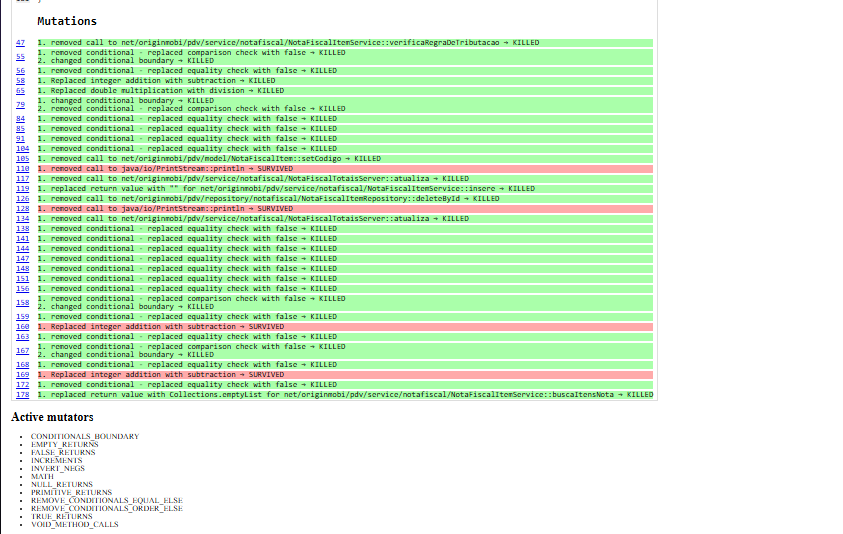 Mutations
47 1. removed call to net/originmobi/pdv/service/notafiscal/NotaFiscalItemService::verificaRegraDeTributacao → KILLED
55 1. removed conditional - replaced comparison check with false → KILLED
2. changed conditional boundary → KILLED
56 1. removed conditional - replaced equality check with false → KILLED
58 1. Replaced integer addition with subtraction → KILLED
65 1. Replaced double multiplication with division → KILLED
79 1. changed conditional boundary → KILLED
2. removed conditional - replaced comparison check with false → KILLED
84 1. removed conditional - replaced equality check with false → KILLED
85 1. removed conditional - replaced equality check with false → KILLED
91 1. removed conditional - replaced equality check with false → KILLED
104 1. removed conditional - replaced equality check with false → KILLED
105 1. removed call to net/originmobi/pdv/model/NotaFiscalItem::setCodigo → KILLED
110 1. removed call to java/io/PrintStream::println → SURVIVED
117 1. removed call to net/originmobi/pdv/service/notafiscal/NotaFiscalTotaisServer::atualiza → KILLED
119 1. replaced return value with "" for net/originmobi/pdv/service/notafiscal/NotaFiscalItemService::insere → KILLED
126 1. removed call to net/originmobi/pdv/repository/notafiscal/NotaFiscalItemRepository::deleteById → KILLED
128 1. removed call to java/io/PrintStream::println → SURVIVED
134 1. removed call to net/originmobi/pdv/service/notafiscal/NotaFiscalTotaisServer::atualiza → KILLED
138 1. removed conditional - replaced equality check with false → KILLED
141 1. removed conditional - replaced equality check with false → KILLED
144 1. removed conditional - replaced equality check with false → KILLED
147 1. removed conditional - replaced equality check with false → KILLED
148 1. removed conditional - replaced equality check with false → KILLED
151 1. removed conditional - replaced equality check with false → KILLED
156 1. removed conditional - replaced equality check with false → KILLED
158 1. removed conditional - replaced comparison check with false → KILLED
2. changed conditional boundary → KILLED
159 1. removed conditional - replaced equality check with false → KILLED
160 1. Replaced integer addition with subtraction → SURVIVED
163 1. removed conditional - replaced equality check with false → KILLED
167 1. removed conditional - replaced comparison check with false → KILLED
2. changed conditional boundary → KILLED
168 1. removed conditional - replaced equality check with false → KILLED
169 1. Replaced integer addition with subtraction → SURVIVED
172 1. removed conditional - replaced equality check with false → KILLED
178 1. replaced return value with Collections.emptyList for net/originmobi/pdv/service/notafiscal/NotaFiscalItemService::buscaItensNota → KILLED
Active mutators
• CONDITIONALS_BOUNDARY
• EMPTY_RETURNS
• FALSE_RETURNS
• INCREMENTS
• INVERT_NEGS
• MATH
• NULL_RETURNS
• PRIMITIVE_RETURNS
• REMOVE_CONDITIONALS_EQUAL_ELSE
• REMOVE_CONDITIONALS_ORDER_ELSE
• TRUE_RETURNS
• VOID_METHOD_CALLS